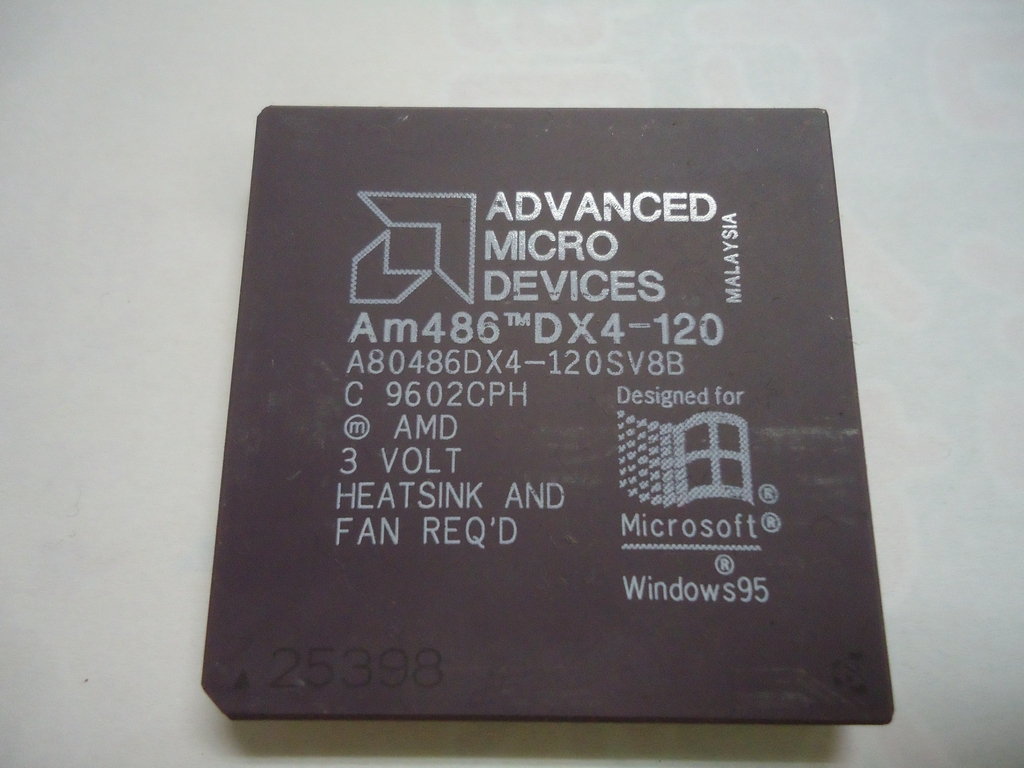 ADVANCED
MICRO
DEVICES
MALAYSIA
Am486™DX4-120
A80486DX4-120SV8B
C 9602CPH
ⓜ AMD
3 VOLT
HEATSINK AND
FAN REQ'D
Designed for
®
Microsoft®
®
Windows95
25398